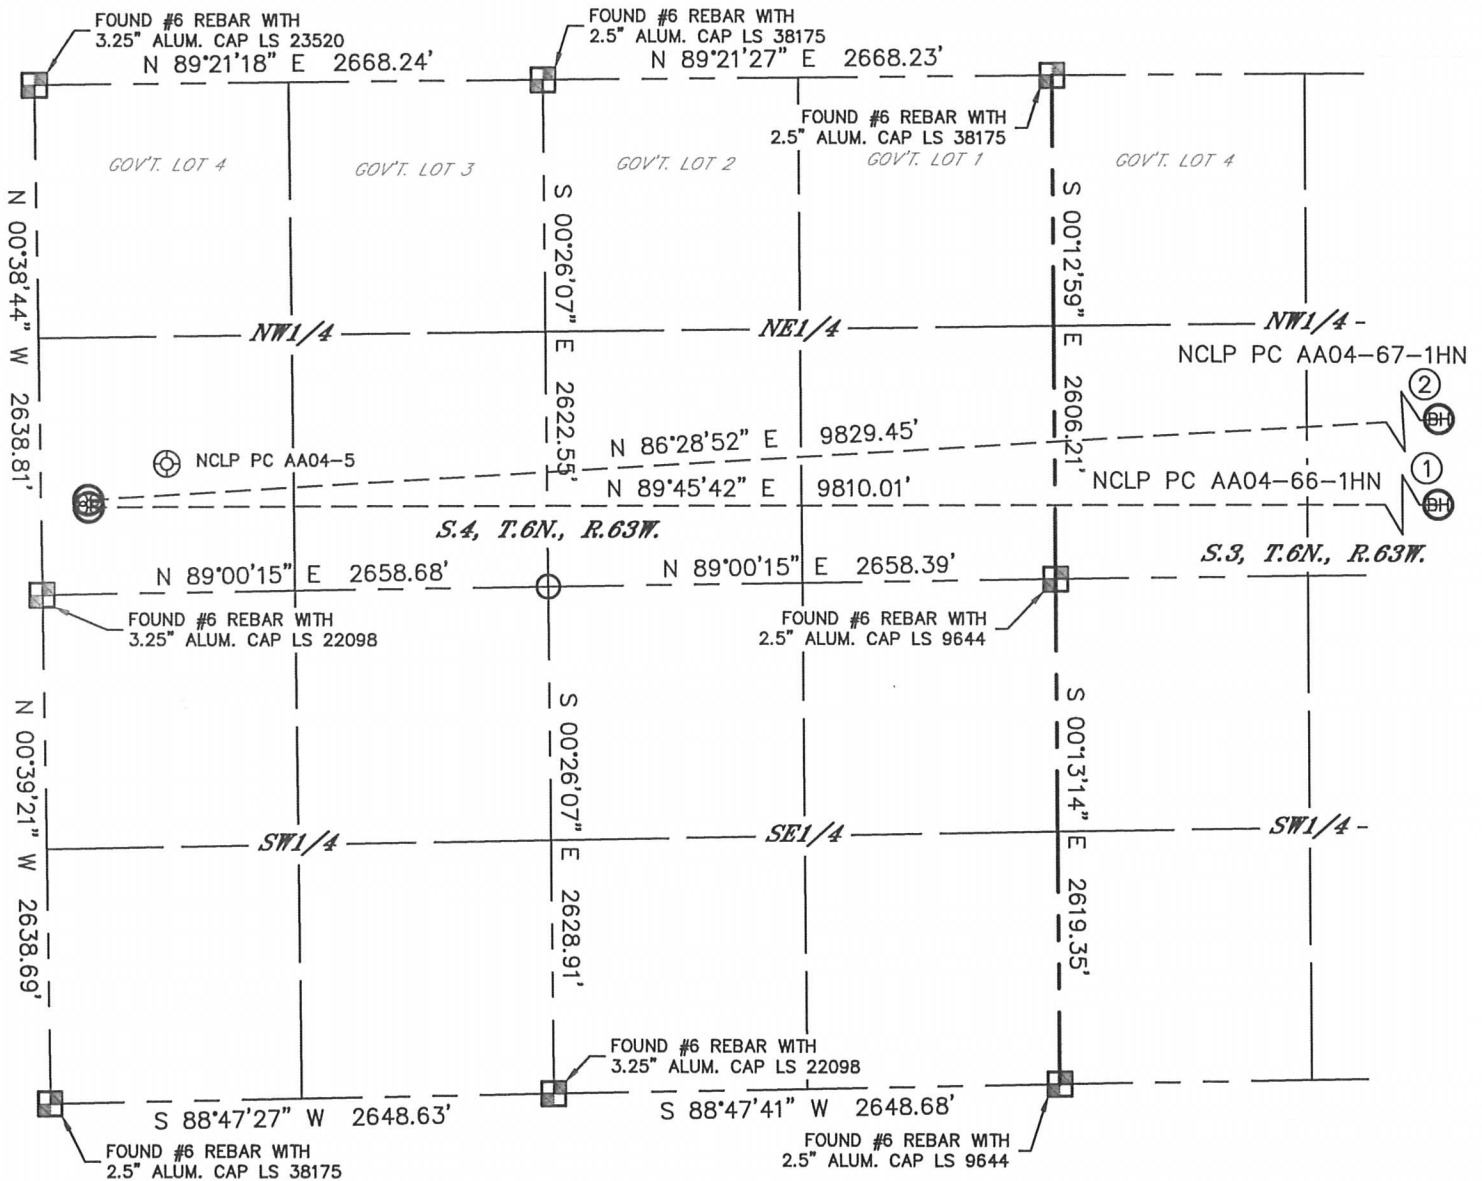 FOUND #6 REBAR WITH
3.25" ALUM. CAP LS 23520
N 89°21'18" E 2668.24'
FOUND #6 REBAR WITH
2.5" ALUM. CAP LS 38175
N 89°21'27" E 2668.23'
FOUND #6 REBAR WITH
2.5" ALUM. CAP LS 38175
GOV'T. LOT 4
GOV'T. LOT 3
GOV'T. LOT 2
GOV'T. LOT 1
GOV'T. LOT 4
N 00°38'44" W 2638.81'
S 00°26'07" E 2622.55'
S 00°12'59" E 2606.21'
NW1/4
NE1/4
NW1/4
NCLP PC AA04-67-1HN
2
BH
N 86°28'52" E 9829.45'
NCLP PC AA04-5
N 89°45'42" E 9810.01'
NCLP PC AA04-66-1HN
1
BH
S.4, T.6N., R.63W.
S.3, T.6N., R.63W.
N 89°00'15" E 2658.68'
N 89°00'15" E 2658.39'
FOUND #6 REBAR WITH
3.25" ALUM. CAP LS 22098
FOUND #6 REBAR WITH
2.5" ALUM. CAP LS 9644
N 00°39'21" W 2638.69'
S 00°26'07" E 2628.91'
S 00°13'14" E 2619.35'
SW1/4
SE1/4
SW1/4
FOUND #6 REBAR WITH
3.25" ALUM. CAP LS 22098
S 88°47'27" W 2648.63'
S 88°47'41" W 2648.68'
FOUND #6 REBAR WITH
2.5" ALUM. CAP LS 38175
FOUND #6 REBAR WITH
2.5" ALUM. CAP LS 9644